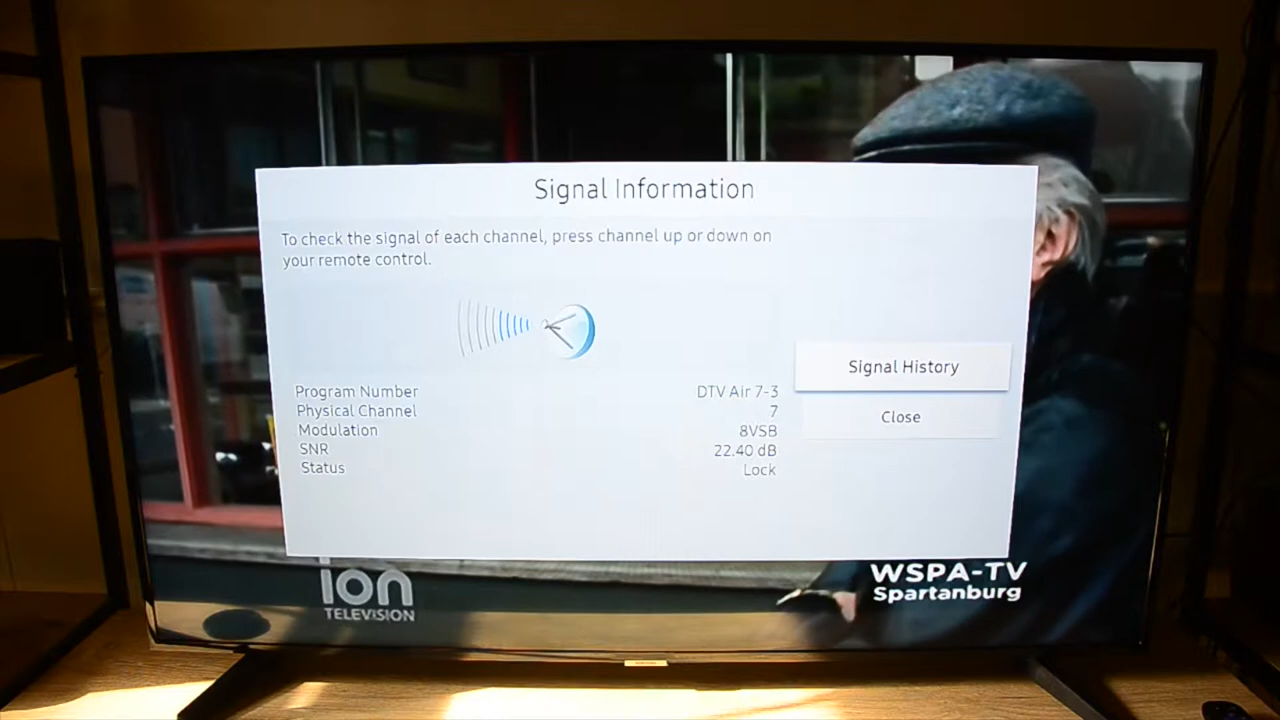 Signal Information
To check the signal of each channel, press channel up or down on
your remote control.
Signal History
Close
Program Number DTV Air 7-3
Physical Channel 7
Modulation 8VSB
SNR 22.40 dB
Status Lock
ion
TELEVISION
WSPA-TV
Spartanburg